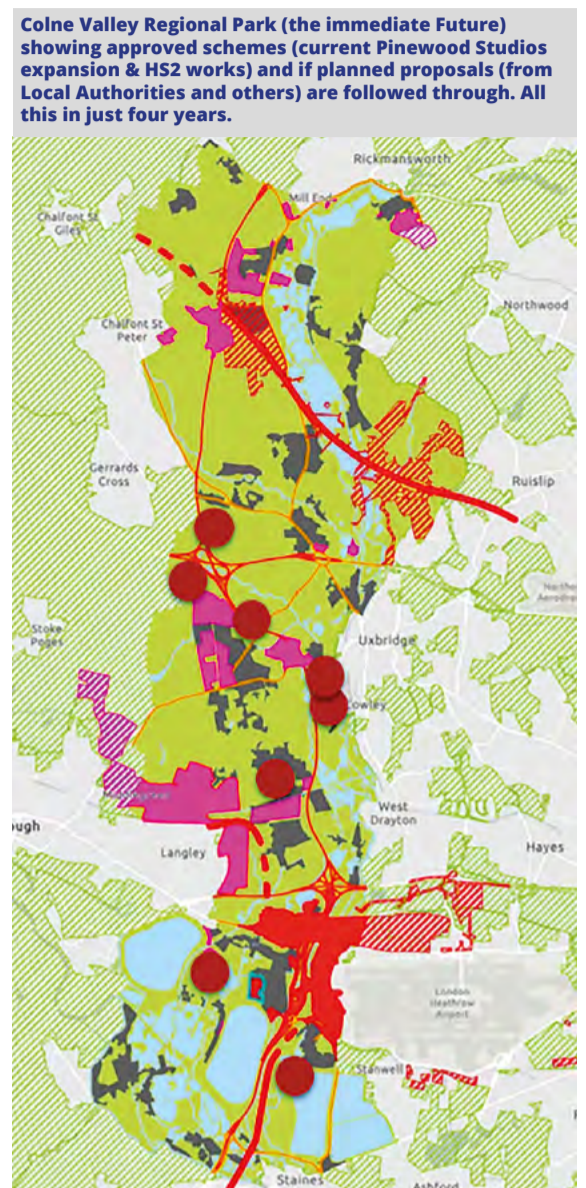 Colne Valley Regional Park (the immediate Future)
showing approved schemes (current Pinewood Studios
expansion & HS2 works) and if planned proposals (from
Local Authorities and others) are followed through. All
this in just four years.
Rickmansworth
Mill End
Chalfont St
Giles
Northwood
Chalfont St
Peter
Gerrards
Cross
Ruislip
Stoke
Poges
Uxbridge
owley
West
Drayton
ough
Langley
Hayes
London
Heathrow
Airport
Stanwell
Staines
Ashford